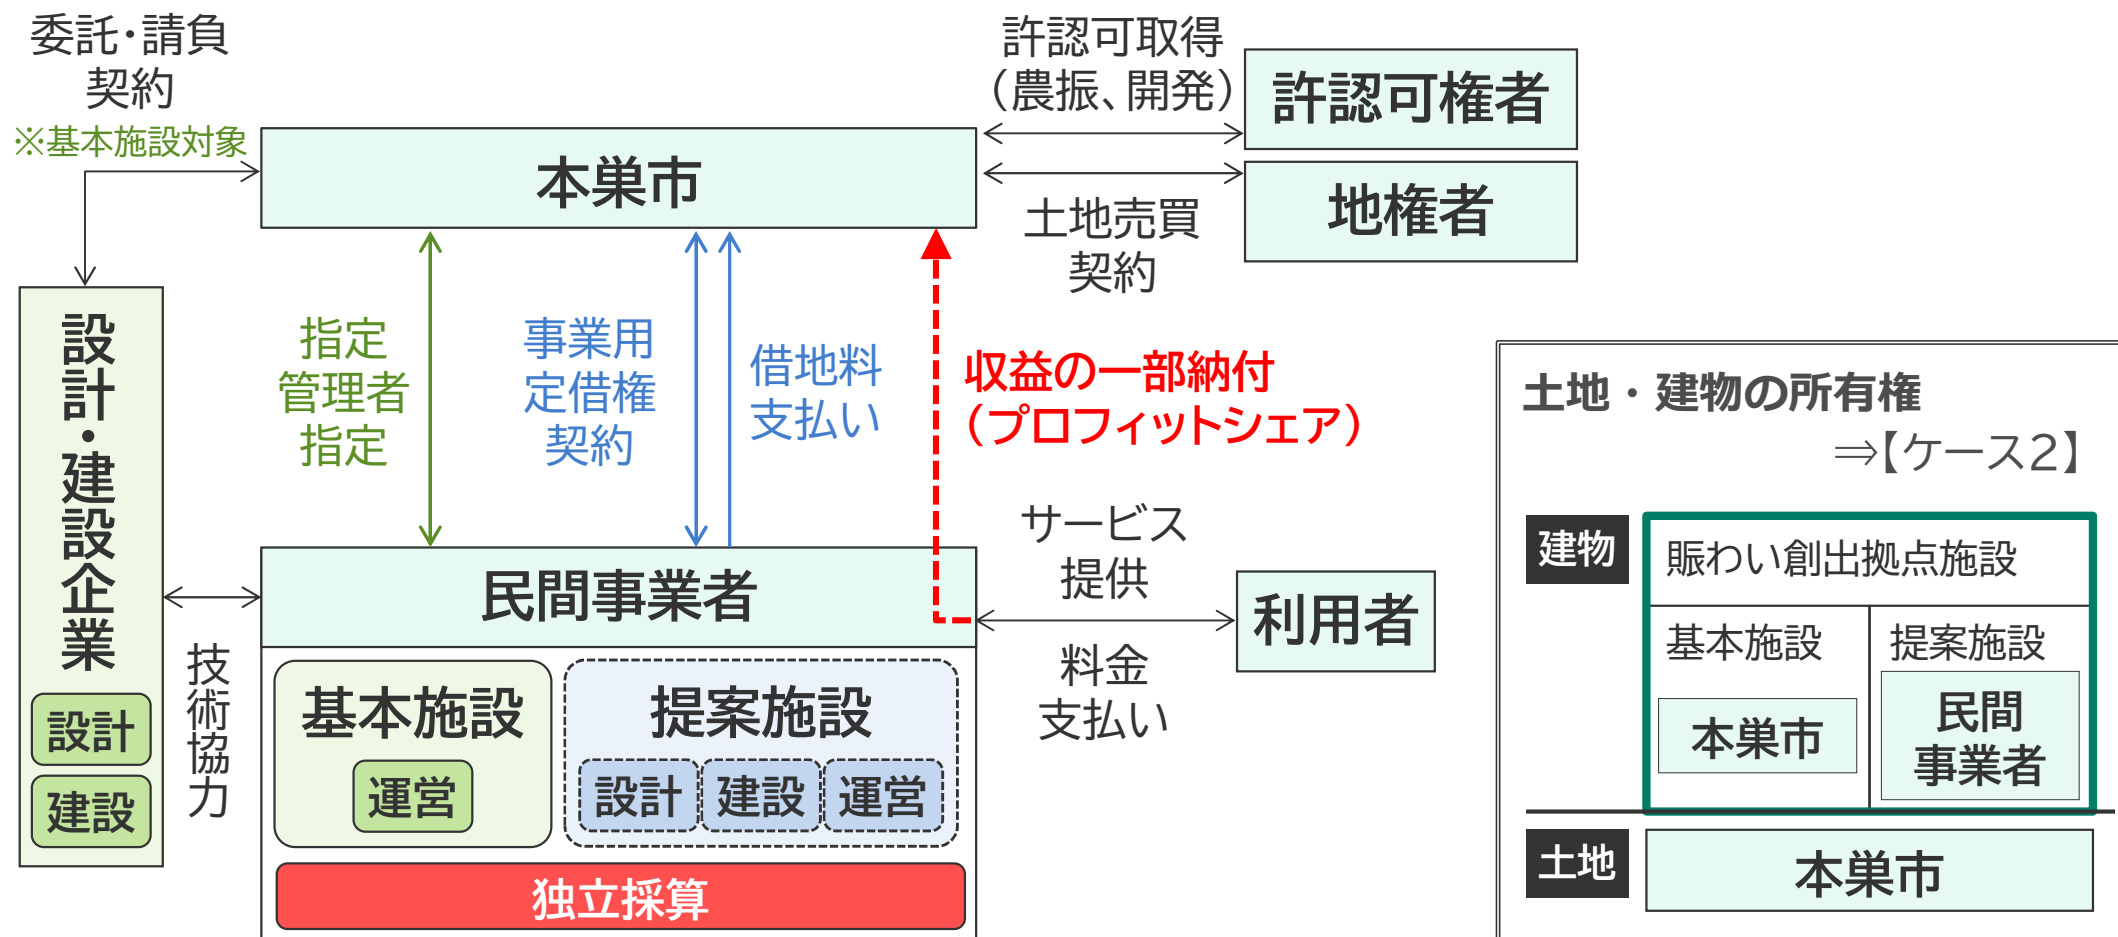 委託・請負
契約
※基本施設対象
許認可取得
（農振、開発）
許認可権者
本巣市
地権者
土地売買
契約
設計・建設企業
設計
建設
技術協力
指定
管理者
指定
事業用
定借権
契約
借地料
支払い
収益の一部納付
（プロフィットシェア）
民間事業者
サービス
提供
利用者
料金
支払い
基本施設
運営
提案施設
設計
建設
運営
独立採算
土地・建物の所有権
⇒【ケース2】
建物
賑わい創出拠点施設
基本施設
提案施設
本巣市
民間
事業者
土地
本巣市